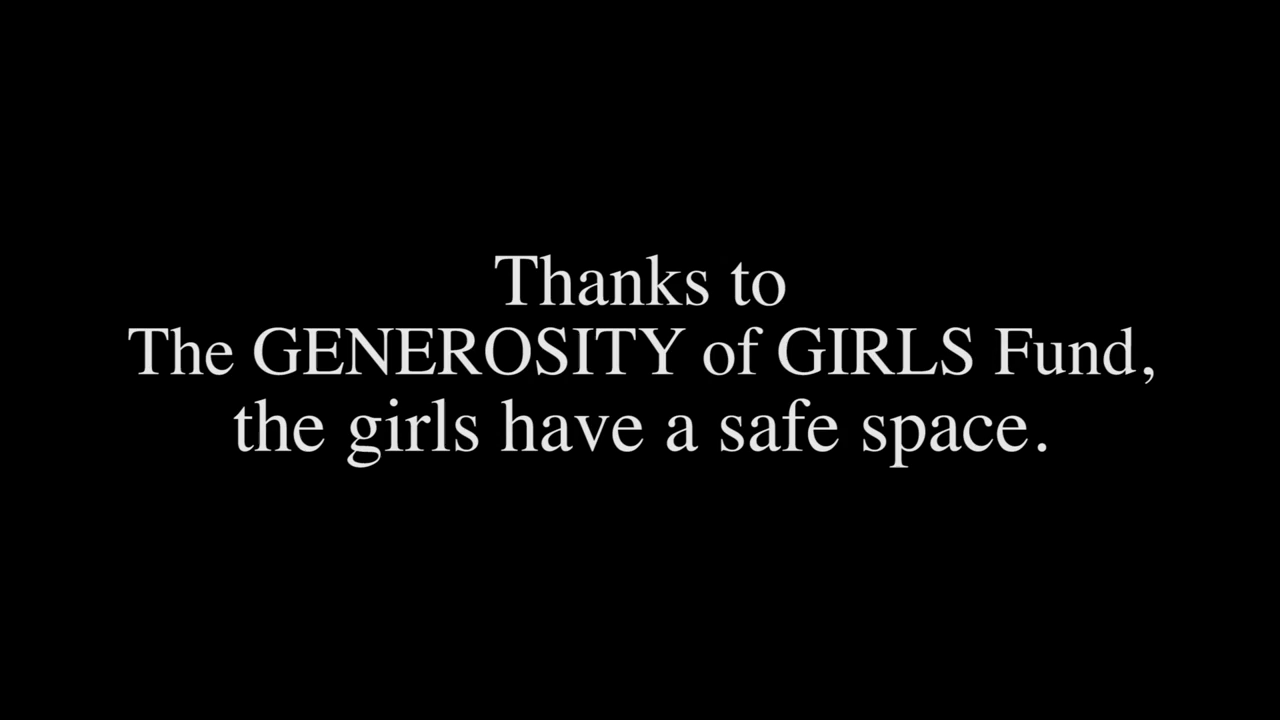 Thanks to
The GENEROSITY of GIRLS Fund,
the girls have a safe space.